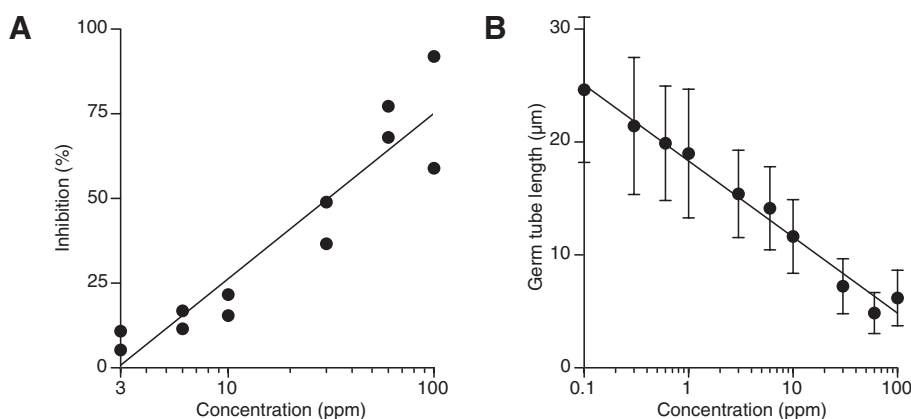 A
100
75
50
25
0
Inhibition (%)
3
10
100
Concentration (ppm)
B
30
20
10
0
Germ tube length (μm)
0.1
1
10
100
Concentration (ppm)